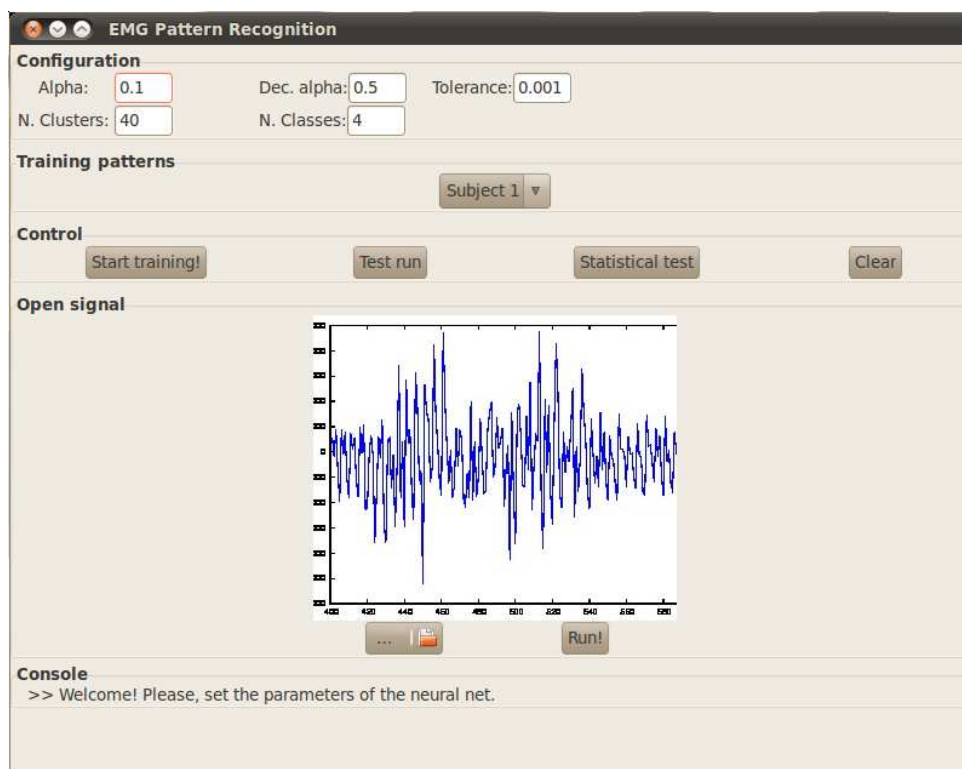 EMG Pattern Recognition
Configuration
Alpha: 0.1 Dec. alpha: 0.5 Tolerance: 0.001
N. Clusters: 40 N. Classes: 4
Training patterns
Subject 1
Control
Start training! Test run Statistical test Clear
Open signal
0
400 420 440 460 480 500 520 540 560 580
... Run!
Console
>> Welcome! Please, set the parameters of the neural net.